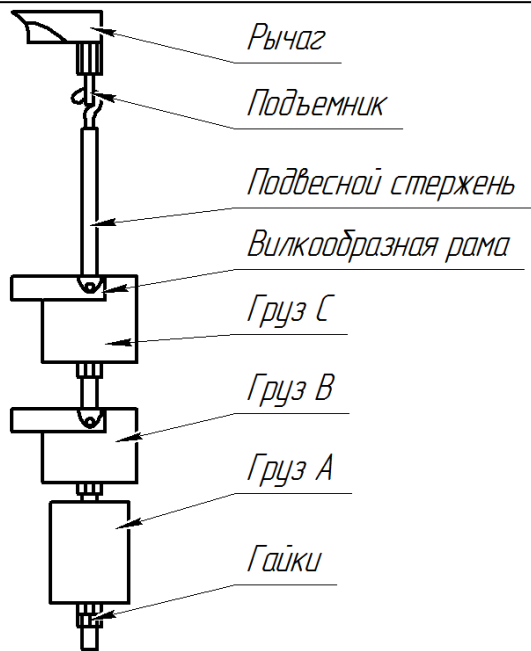 Рычаг
Подъемник
Подвесной стержень
Вилкообразная рама
Груз С
Груз В
Груз А
Гайки